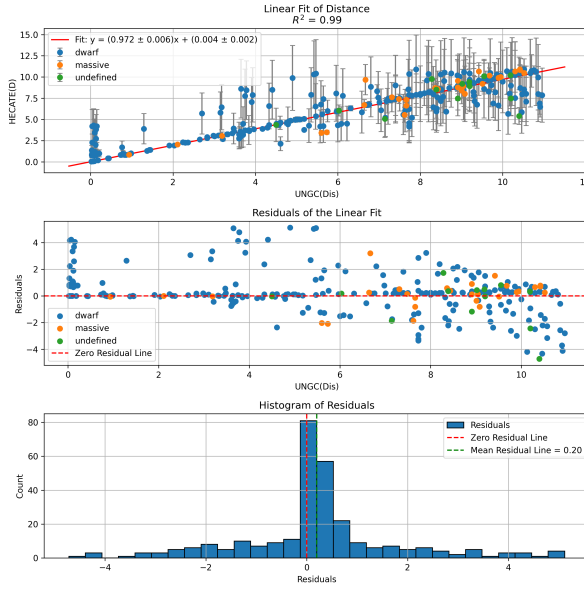 Linear Fit of Distance
R² = 0.99
15.0
12.5
10.0
7.5
5.0
2.5
0.0
HECATE(D)
Fit: y = (0.972 ± 0.006)x + (0.004 ± 0.002)
dwarf
massive
undefined
0 2 4 6 8 10
UNGC(Dis)
Residuals of the Linear Fit
4
2
0
−2
−4
Residuals
dwarf
massive
undefined
Zero Residual Line
0 2 4 6 8 10
UNGC(Dis)
Histogram of Residuals
80
60
40
20
0
Count
Residuals
Zero Residual Line
Mean Residual Line = 0.20
−4 −2 0 2 4
Residuals